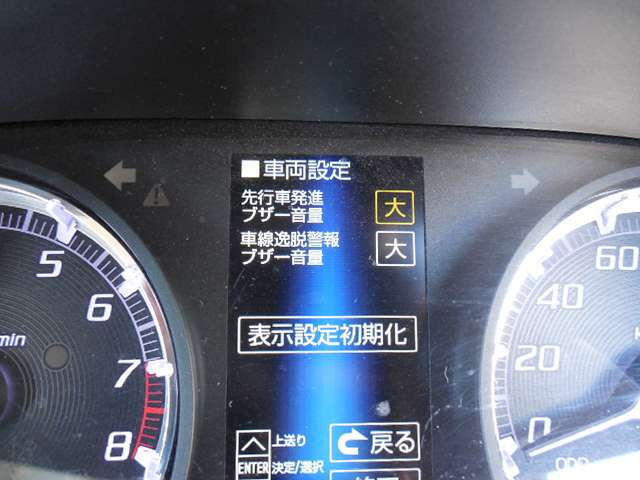 ■車両設定
先行車発進
ブザー音量 大
車線逸脱警報
ブザー音量 大
表示設定初期化
上送り
戻る
ENTER 決定/選択
5
6
7
8
min
60
40
20
0